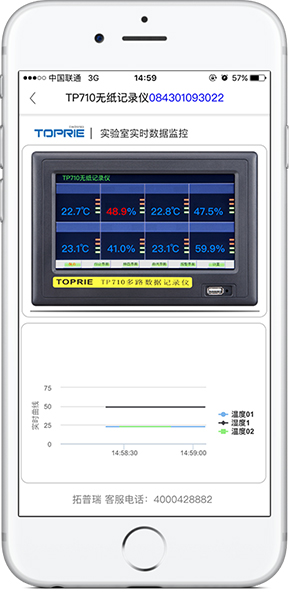 中国联通 3G 14:59 57%
TP710无纸记录仪084301093022
TOPRIE 实验室实时数据监控
TP710无纸记录仪
22.7℃ 48.9% 22.8℃ 47.5%
23.1℃ 41.0% 23.1℃ 59.9%
TOPRIE TP710多路数据记录仪
75
50
25
0
实时曲线
14:58:30 14:59:00
温度01
湿度1
温度02
拓普瑞 客服电话：4000428882